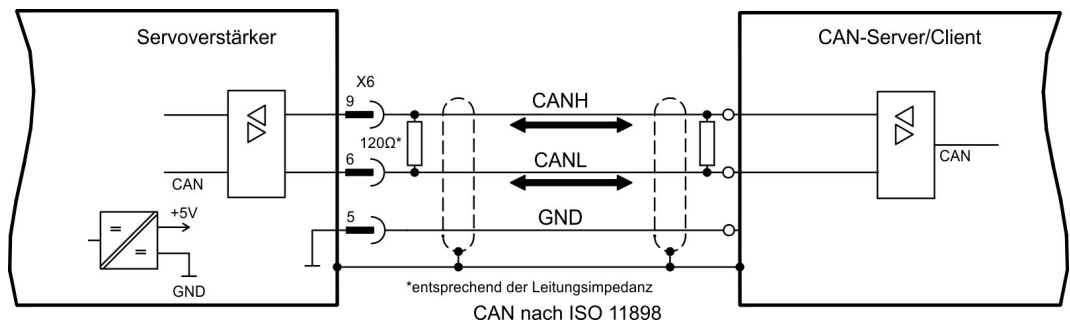 Servoverstärker
CAN-Server/Client
X6
9
CANH
120Ω*
6
CANL
CAN
CAN
5
GND
+5V
=
=
GND
*entsprechend der Leitungsimpedanz
CAN nach ISO 11898